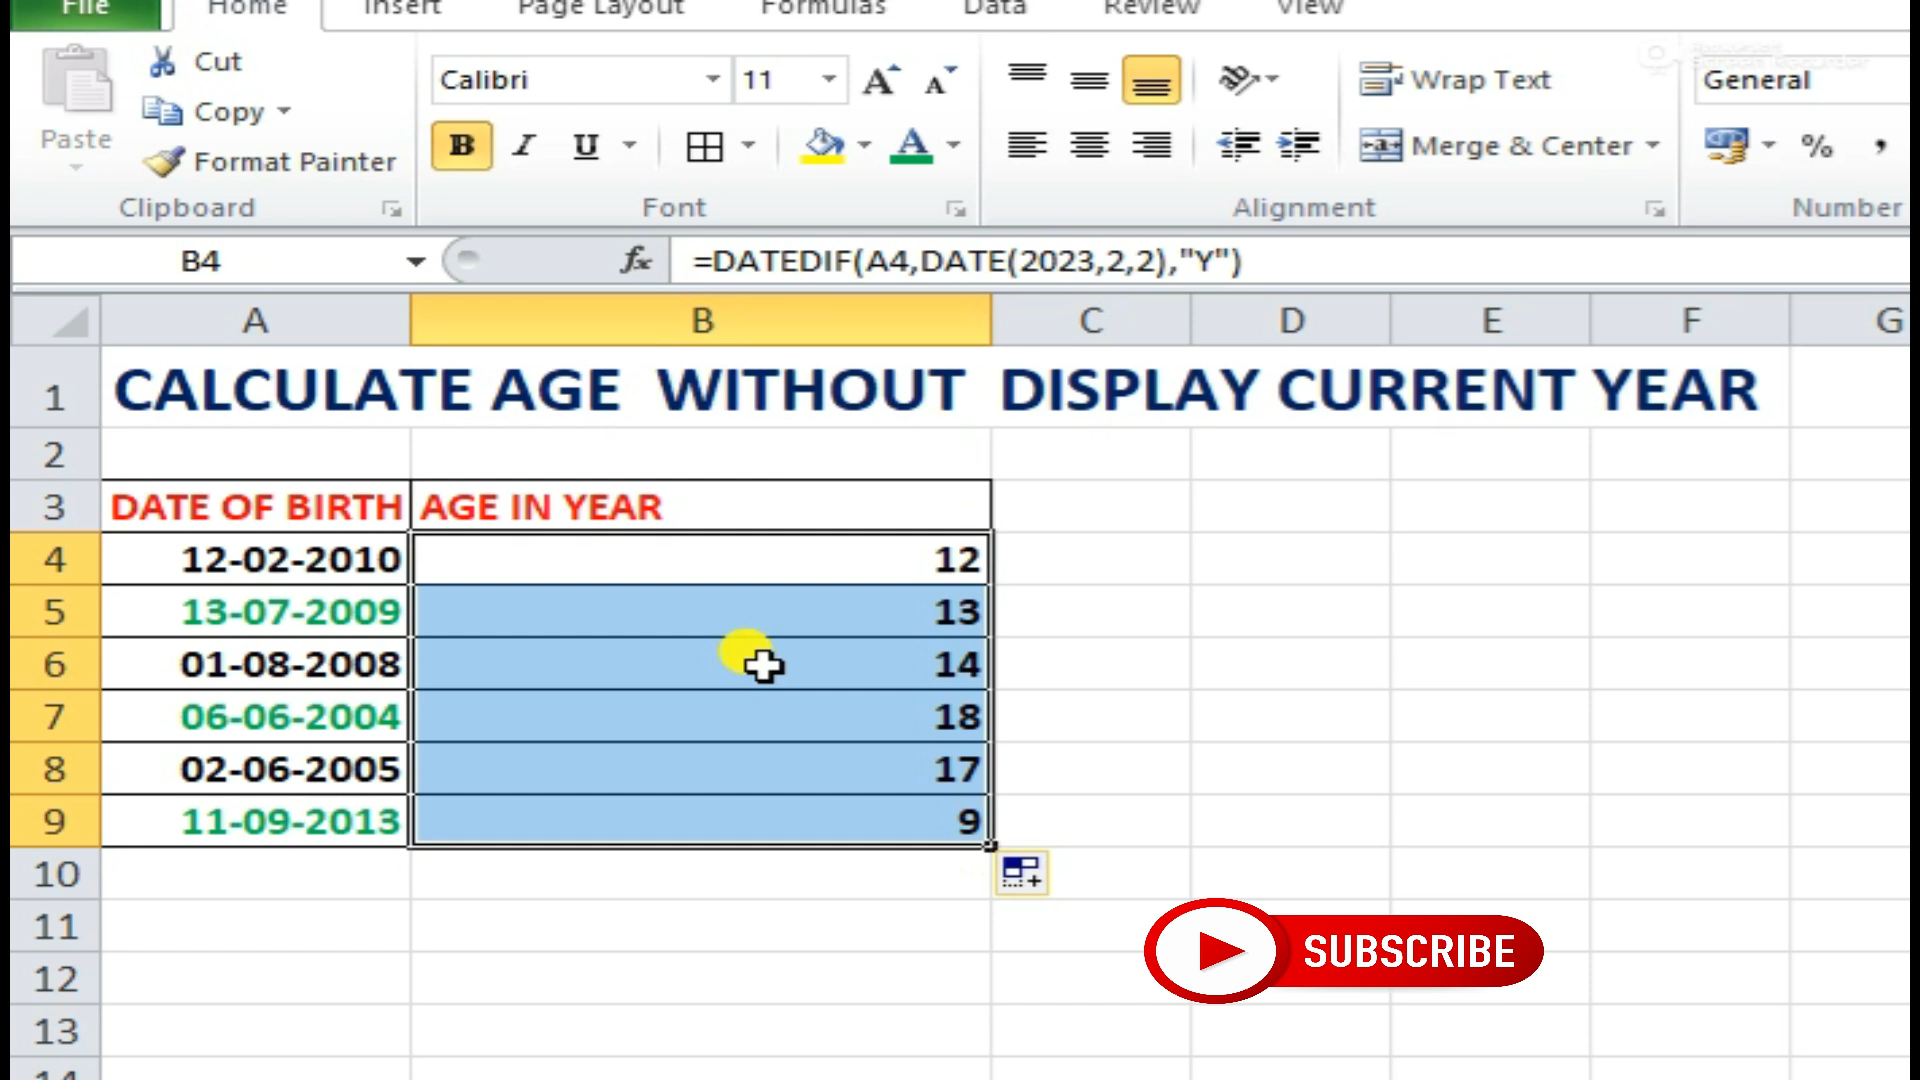 File Home Insert Page Layout Formulas Data Review View
Cut
Calibri 11 A A Wrap Text General
Copy
Paste B I U A Merge & Center % ,
Format Painter
Clipboard Font Alignment Number
B4 fx =DATEDIF(A4,DATE(2023,2,2),"Y")
A B C D E F G
1 CALCULATE AGE WITHOUT DISPLAY CURRENT YEAR
2
3 DATE OF BIRTH AGE IN YEAR
4 12-02-2010 12
5 13-07-2009 13
6 01-08-2008 14
7 06-06-2004 18
8 02-06-2005 17
9 11-09-2013 9
10
11
SUBSCRIBE
12
13
14